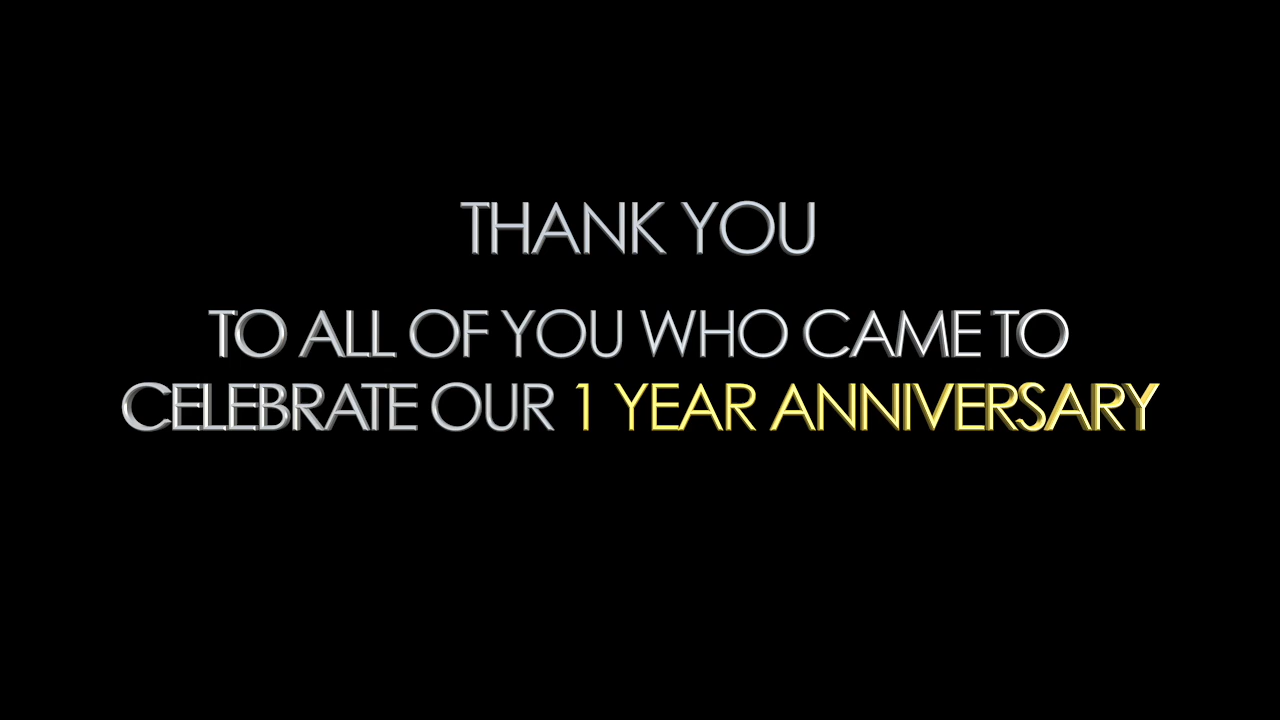 THANK YOU
TO ALL OF YOU WHO CAME TO
CELEBRATE OUR 1 YEAR ANNIVERSARY